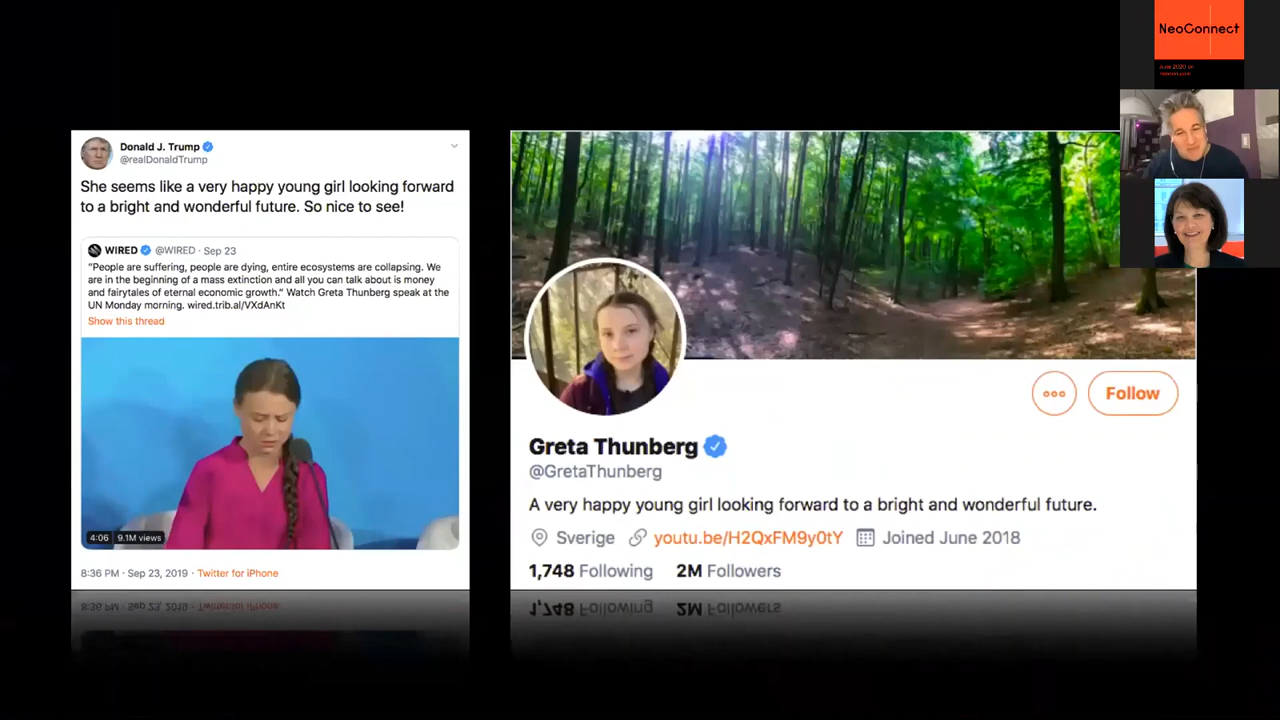 NeoConnect
June 2020 on
Donald J. Trump
@realDonaldTrump
She seems like a very happy young girl looking forward
to a bright and wonderful future. So nice to see!
WIRED @WIRED · Sep 23
“People are suffering, people are dying, entire ecosystems are collapsing. We
are in the beginning of a mass extinction and all you can talk about is money
and fairytales of eternal economic growth.” Watch Greta Thunberg speak at the
UN Monday morning. wired.trib.al/VXdAnKt
Show this thread
4:06 9.1M views
8:36 PM · Sep 23, 2019 · Twitter for iPhone
Follow
Greta Thunberg
@GretaThunberg
A very happy young girl looking forward to a bright and wonderful future.
Sverige youtu.be/H2QxFM9y0tY Joined June 2018
1,748 Following 2M Followers